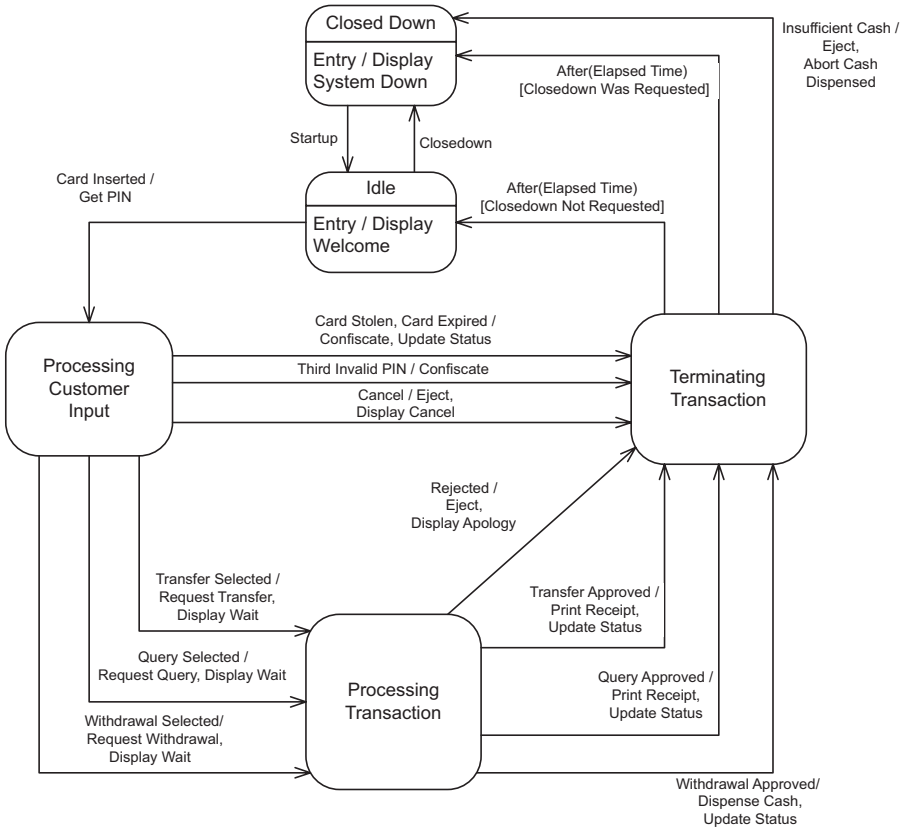 Closed Down
Entry / Display
System Down
Insufficient Cash /
Eject,
Abort Cash
Dispensed
After(Elapsed Time)
[Closedown Was Requested]
Startup
Closedown
Card Inserted /
Get PIN
Idle
Entry / Display
Welcome
After(Elapsed Time)
[Closedown Not Requested]
Processing
Customer
Input
Card Stolen, Card Expired /
Confiscate, Update Status
Third Invalid PIN / Confiscate
Cancel / Eject,
Display Cancel
Terminating
Transaction
Rejected /
Eject,
Display Apology
Transfer Selected /
Request Transfer,
Display Wait
Transfer Approved /
Print Receipt,
Update Status
Query Selected /
Request Query, Display Wait
Processing
Transaction
Query Approved /
Print Receipt,
Update Status
Withdrawal Selected/
Request Withdrawal,
Display Wait
Withdrawal Approved/
Dispense Cash,
Update Status